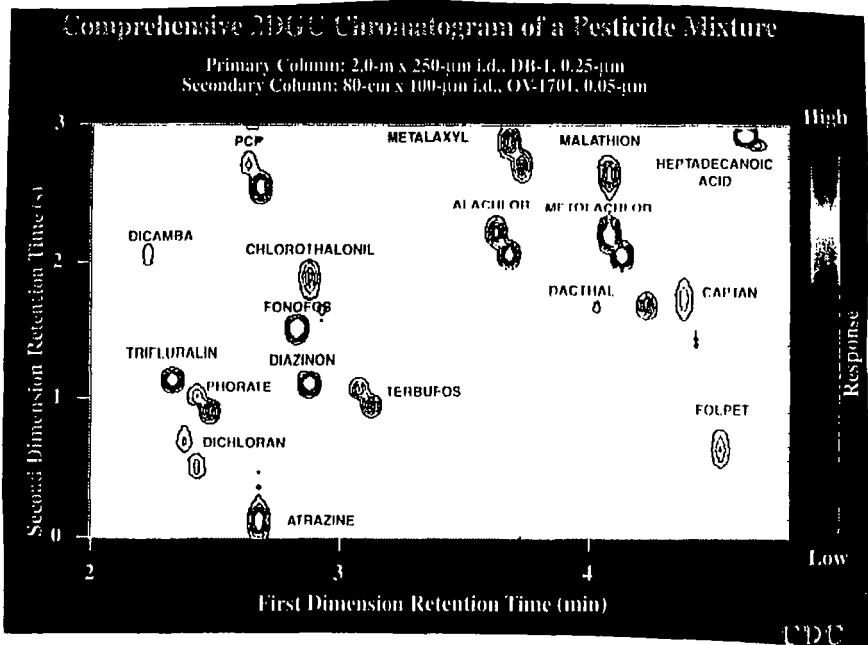 Comprehensive 2DGC Chromatogram of a Pesticide Mixture
Primary Column: 2.0-m x 250-µm i.d., DB-1, 0.25-µm
Secondary Column: 80-cm x 100-µm i.d., OV-1701, 0.05-µm
High
3
PCP
METALAXYL
MALATHION
HEPTADECANOIC
ACID
ALACHLOR
METOLACHLOR
DICAMBA
CHLOROTHALONIL
2
DACTHAL
CAPTAN
FONOFOS
TRIFLURALIN
DIAZINON
PHORATE
TERBUFOS
1
FOLPET
DICHLORAN
ATRAZINE
0
Second Dimension Retention Time (s)
Response
Low
2
3
4
First Dimension Retention Time (min)
CDC